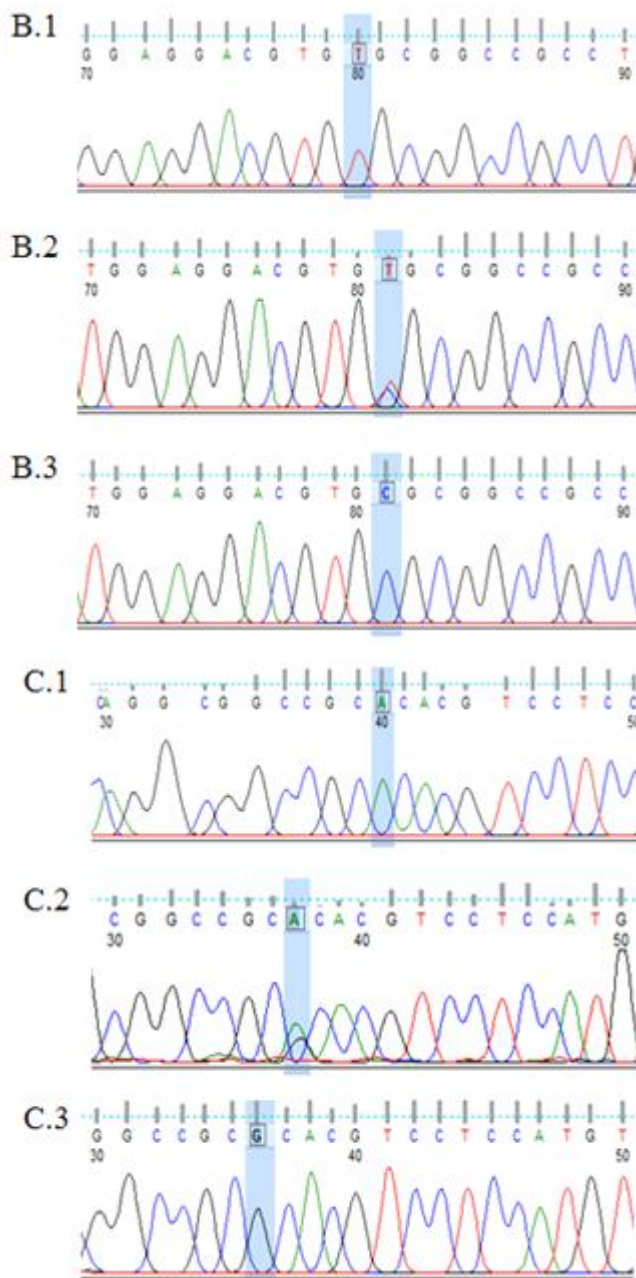 B.1
G G A G G A C G T G T G C G G C C G C C T
70 80 90
B.2
T G G A G G A C G T G T G C G G C C G C C
70 80 90
B.3
T G G A G G A C G T G C G C G G C C G C C
70 80 90
C.1
C A G G C G G C C G C A C A C G T C C T C C
30 40 50
C.2
C G G C C G C A C A C G T C C T C C A T G
30 40 50
C.3
G G C C G C G C A C G T C C T C C A T G T
30 40 50